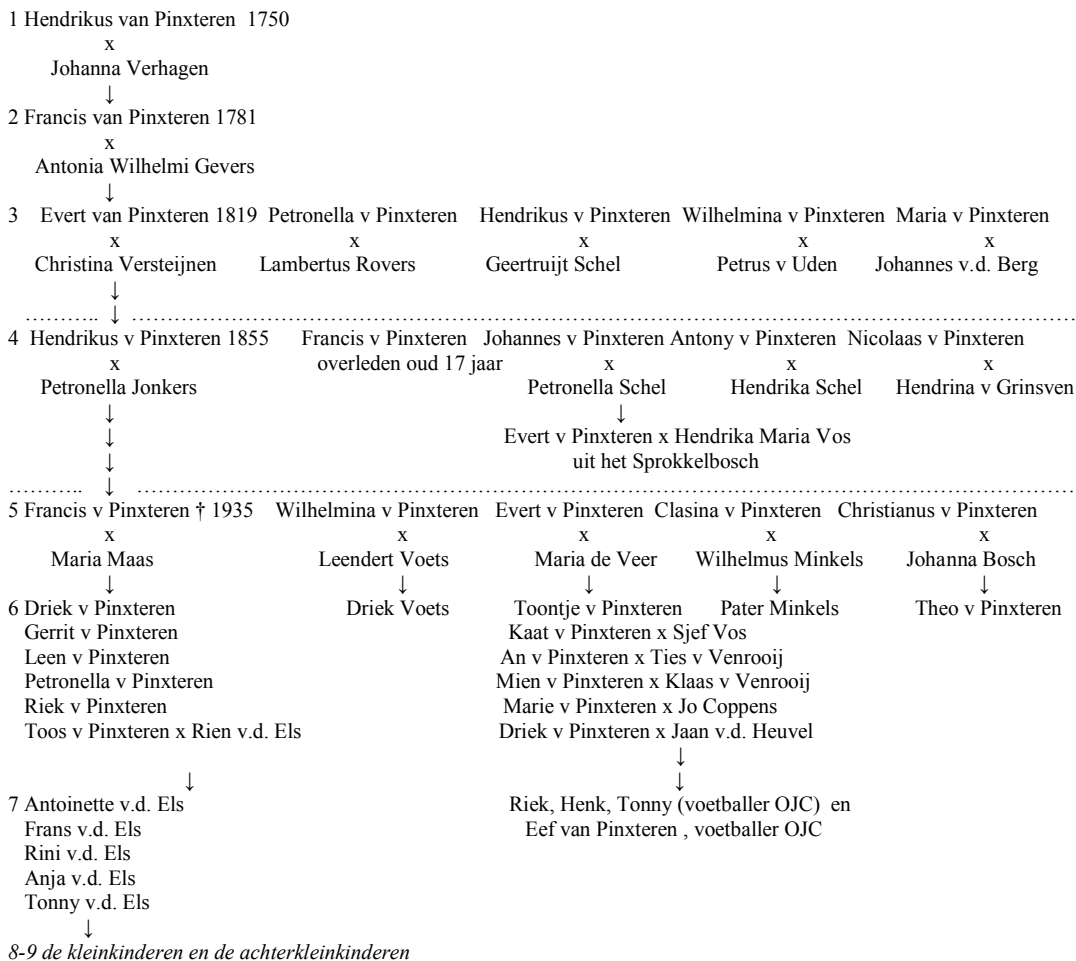 1 Hendrikus van Pinxteren 1750
x
Johanna Verhagen
↓
2 Francis van Pinxteren 1781
x
Antonia Wilhelmi Gevers
↓
3 Evert van Pinxteren 1819 Petronella v Pinxteren Hendrikus v Pinxteren Wilhelmina v Pinxteren Maria v Pinxteren
x x x x x
Christina Versteijnen Lambertus Rovers Geertruijt Schel Petrus v Uden Johannes v.d. Berg
↓
……….. ↓ ……………………………………………………………………………………………………………………
4 Hendrikus v Pinxteren 1855 Francis v Pinxteren Johannes v Pinxteren Antony v Pinxteren Nicolaas v Pinxteren
x overleden oud 17 jaar x x x
Petronella Jonkers Petronella Schel Hendrika Schel Hendrina v Grinsven
↓ ↓
↓ Evert v Pinxteren x Hendrika Maria Vos
↓ uit het Sprokkelbosch
……….. ↓ ……………………………………………………………………………………………………………………
5 Francis v Pinxteren † 1935 Wilhelmina v Pinxteren Evert v Pinxteren Clasina v Pinxteren Christianus v Pinxteren
x x x x x
Maria Maas Leendert Voets Maria de Veer Wilhelmus Minkels Johanna Bosch
↓ ↓ ↓ ↓ ↓
6 Driek v Pinxteren Driek Voets Toontje v Pinxteren Pater Minkels Theo v Pinxteren
Gerrit v Pinxteren Kaat v Pinxteren x Sjef Vos
Leen v Pinxteren An v Pinxteren x Ties v Venrooij
Petronella v Pinxteren Mien v Pinxteren x Klaas v Venrooij
Riek v Pinxteren Marie v Pinxteren x Jo Coppens
Toos v Pinxteren x Rien v.d. Els Driek v Pinxteren x Jaan v.d. Heuvel
↓
↓ ↓
7 Antoinette v.d. Els Riek, Henk, Tonny (voetballer OJC) en
Frans v.d. Els Eef van Pinxteren , voetballer OJC
Rini v.d. Els
Anja v.d. Els
Tonny v.d. Els
↓
8-9 de kleinkinderen en de achterkleinkinderen